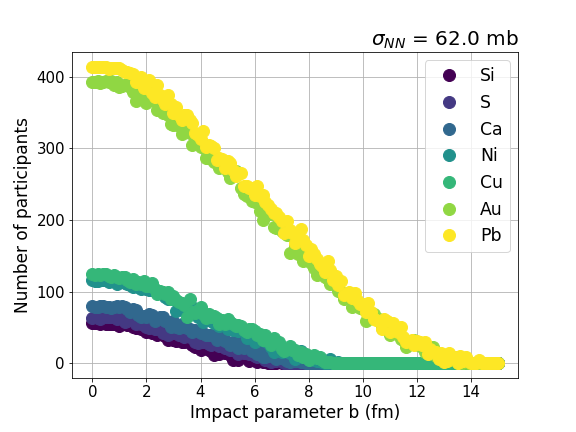 σ_NN = 62.0 mb
Number of participants
400
300
200
100
0
Si
S
Ca
Ni
Cu
Au
Pb
0 2 4 6 8 10 12 14
Impact parameter b (fm)